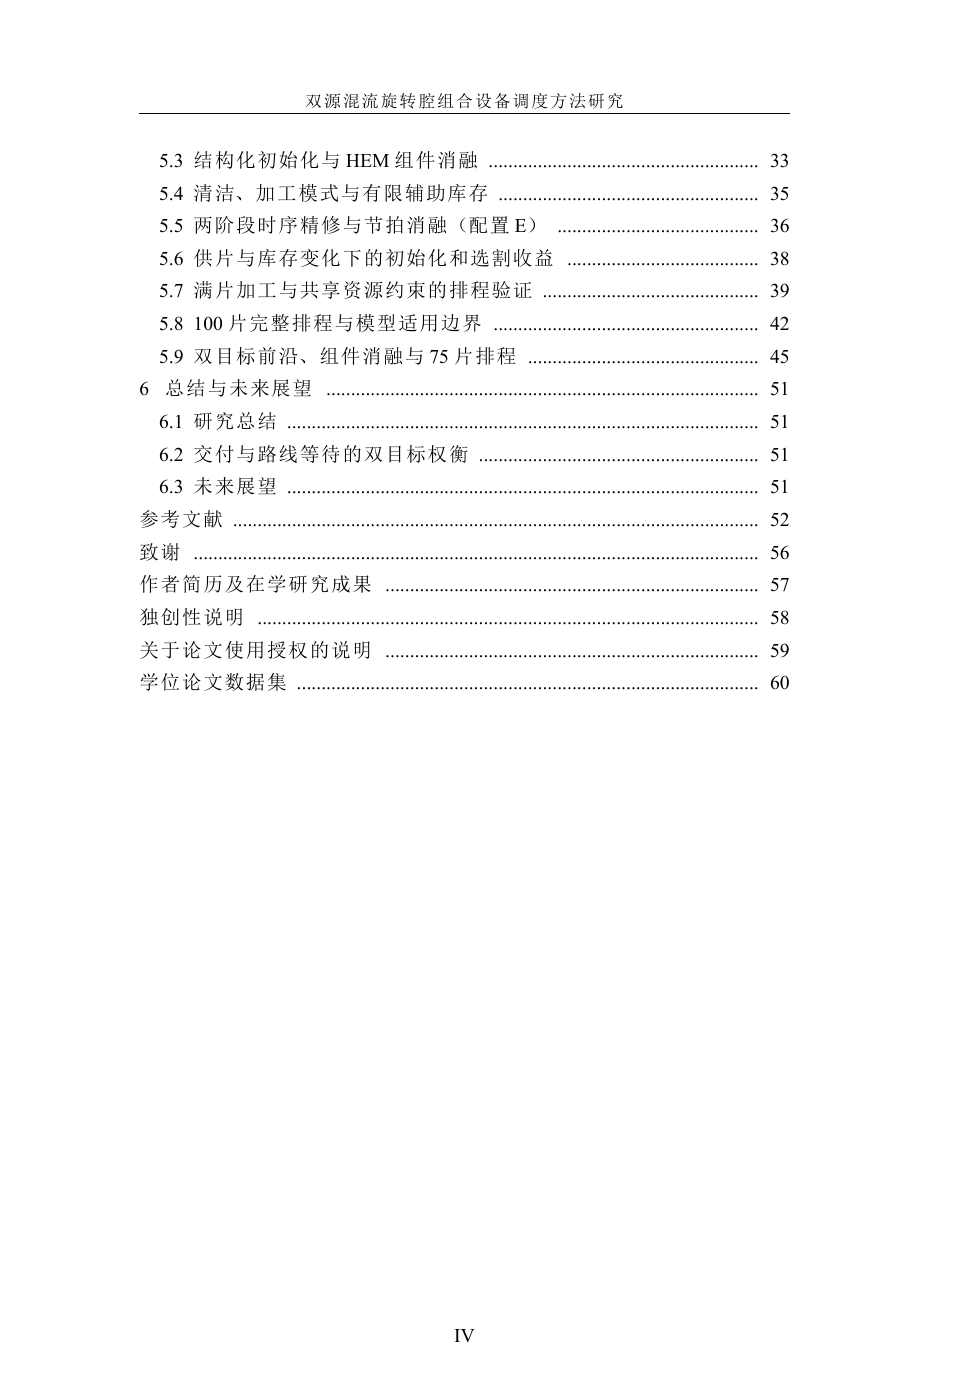 双源混流旋转腔组合设备调度方法研究
5.3 结构化初始化与 HEM 组件消融 ....................................................... 33
5.4 清洁、加工模式与有限辅助库存 ..................................................... 35
5.5 两阶段时序精修与节拍消融（配置 E） ......................................... 36
5.6 供片与库存变化下的初始化和选割收益 ....................................... 38
5.7 满片加工与共享资源约束的排程验证 ............................................ 39
5.8 100 片完整排程与模型适用边界 ...................................................... 42
5.9 双目标前沿、组件消融与 75 片排程 ............................................... 45
6 总结与未来展望 ........................................................................................ 51
6.1 研究总结 ................................................................................................ 51
6.2 交付与路线等待的双目标权衡 ......................................................... 51
6.3 未来展望 ................................................................................................ 51
参考文献 ........................................................................................................... 52
致谢 ................................................................................................................... 56
作者简历及在学研究成果 ............................................................................ 57
独创性说明 ...................................................................................................... 58
关于论文使用授权的说明 ............................................................................ 59
学位论文数据集 .............................................................................................. 60
IV